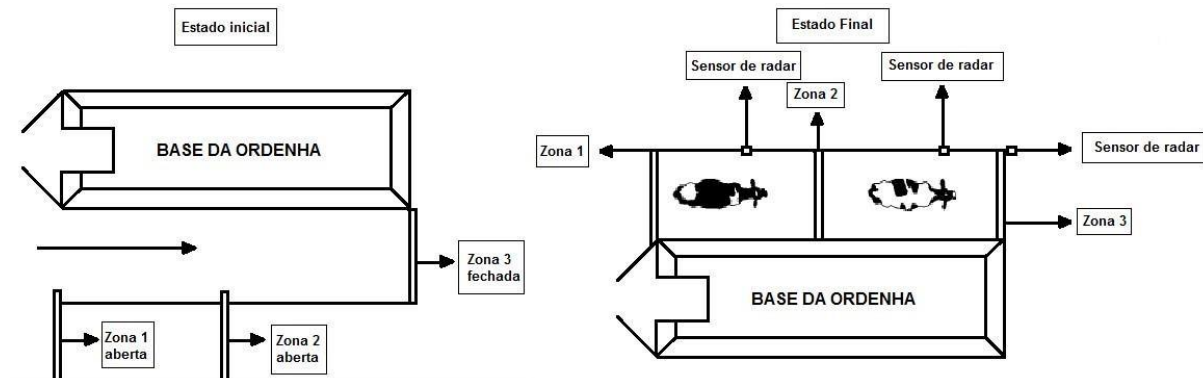 Estado inicial
BASE DA ORDENHA
Zona 3
fechada
Zona 1
aberta
Zona 2
aberta
Estado Final
Sensor de radar
Sensor de radar
Zona 2
Zona 1
Sensor de radar
Zona 3
BASE DA ORDENHA